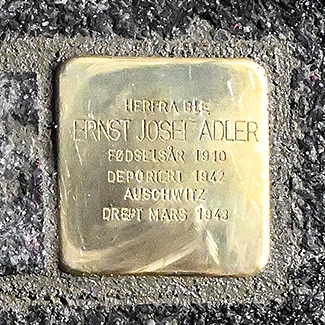 HERFRA BLE
ERNST JOSEF ADLER
FØDSELSÅR 1910
DEPORTERT 1942
AUSCHWITZ
DREPT MARS 1943